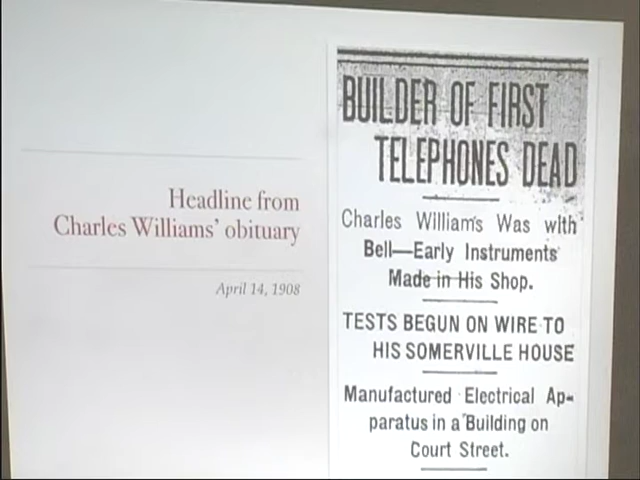 Headline from
Charles Williams' obituary
April 14, 1908
BUILDER OF FIRST
TELEPHONES DEAD
Charles Williams Was with
Bell—Early Instruments
Made in His Shop.
TESTS BEGUN ON WIRE TO
HIS SOMERVILLE HOUSE
Manufactured Electrical Ap-
paratus in a Building on
Court Street.